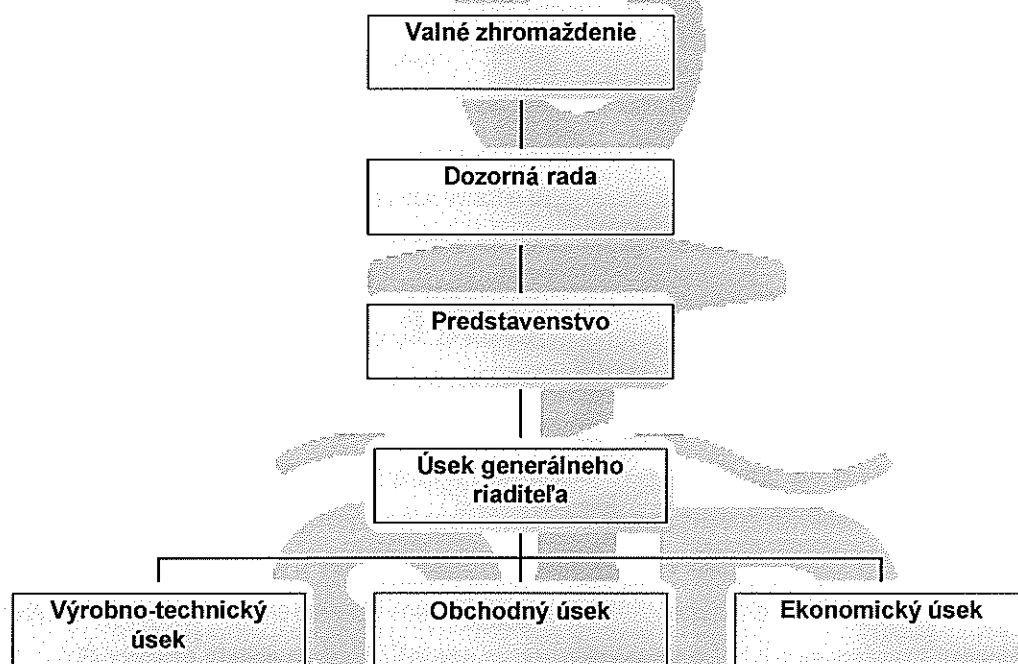 Valné zhromaždenie
Dozorná rada
Predstavenstvo
Úsek generálneho
riaditeľa
Výrobno-technický
úsek
Obchodný úsek
Ekonomický úsek